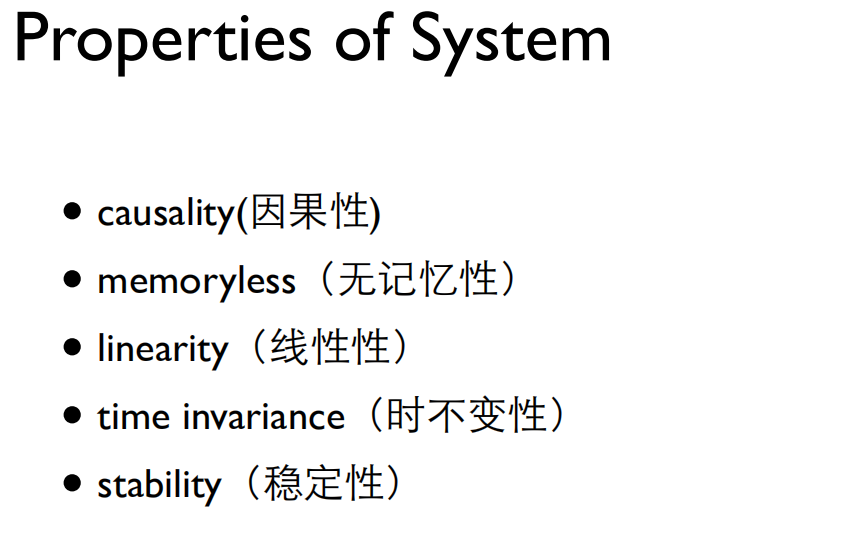 Properties of System
• causality(因果性)
• memoryless（无记忆性）
• linearity（线性性）
• time invariance（时不变性）
• stability（稳定性）